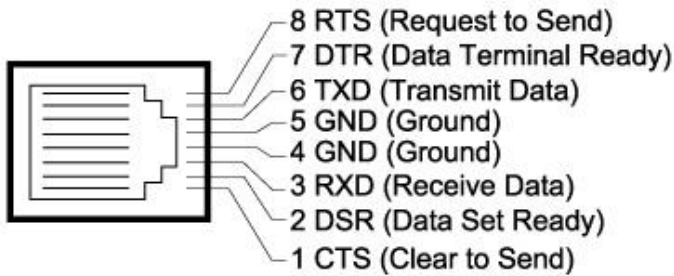 8 RTS (Request to Send)
7 DTR (Data Terminal Ready)
6 TXD (Transmit Data)
5 GND (Ground)
4 GND (Ground)
3 RXD (Receive Data)
2 DSR (Data Set Ready)
1 CTS (Clear to Send)